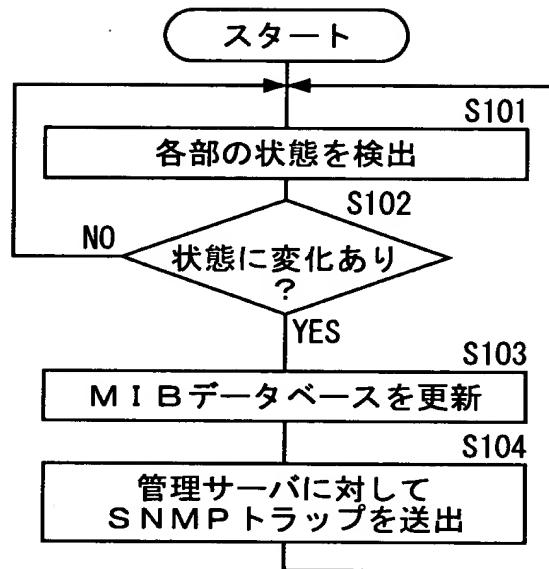 スタート
S101
各部の状態を検出
S102
NO
状態に変化あり
?
YES
S103
ＭＩＢデータベースを更新
S104
管理サーバに対して
ＳＮＭＰトラップを送出